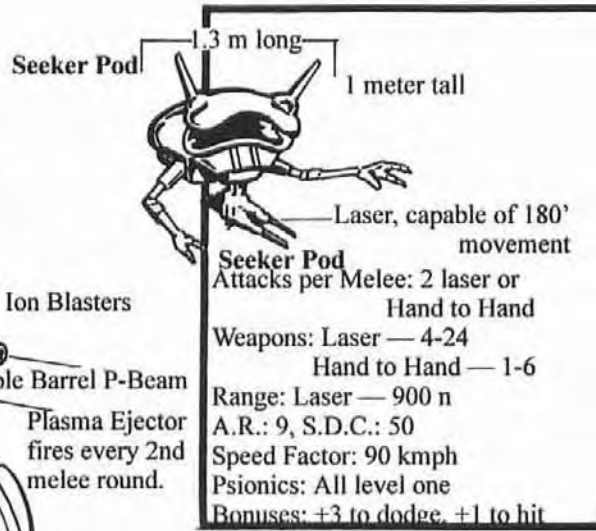 1.3 m long
Seeker Pod
1 meter tall
Laser, capable of 180'
movement
Seeker Pod
Attacks per Melee: 2 laser or
Hand to Hand
Weapons: Laser — 4-24
Hand to Hand — 1-6
Range: Laser — 900 n
A.R.: 9, S.D.C.: 50
Speed Factor: 90 kmph
Psionics: All level one
Bonuses: +3 to dodge, +1 to hit
Ion Blasters
Barrel P-Beam
Plasma Ejector
fires every 2nd
melee round.